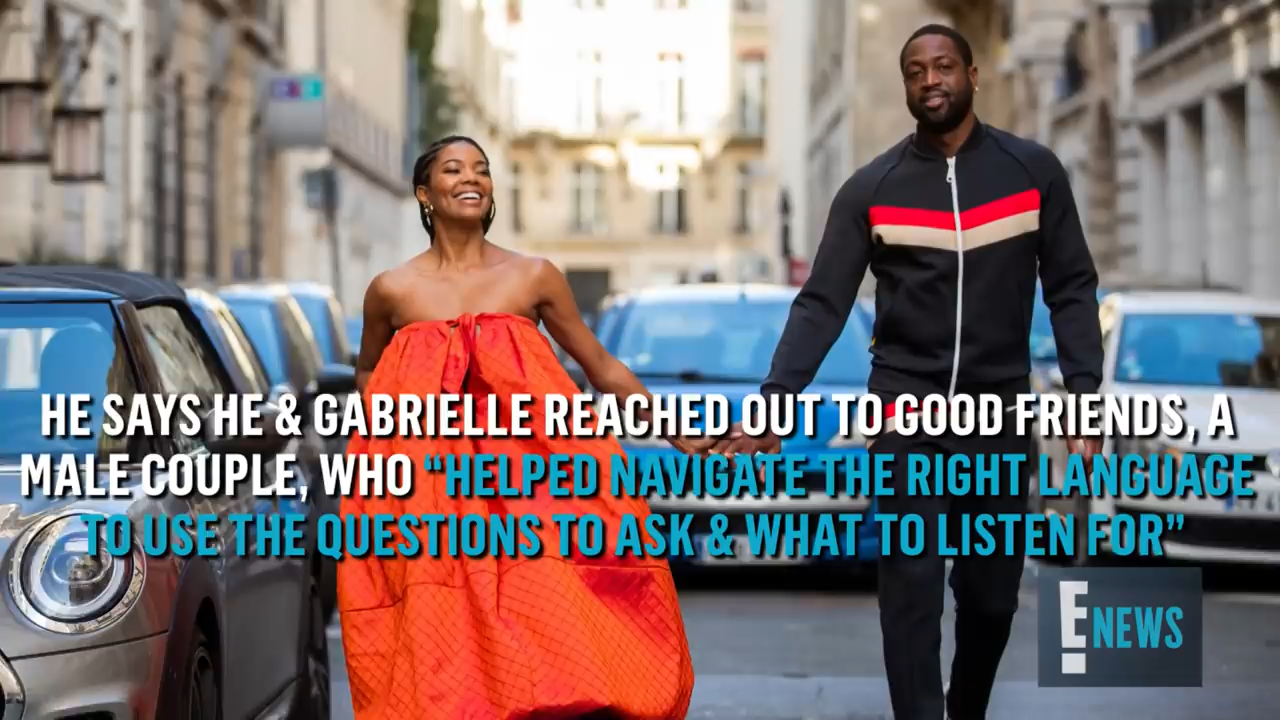 HE SAYS HE & GABRIELLE REACHED OUT TO GOOD FRIENDS, A
MALE COUPLE, WHO “HELPED NAVIGATE THE RIGHT LANGUAGE
TO USE THE QUESTIONS TO ASK & WHAT TO LISTEN FOR”
E! NEWS